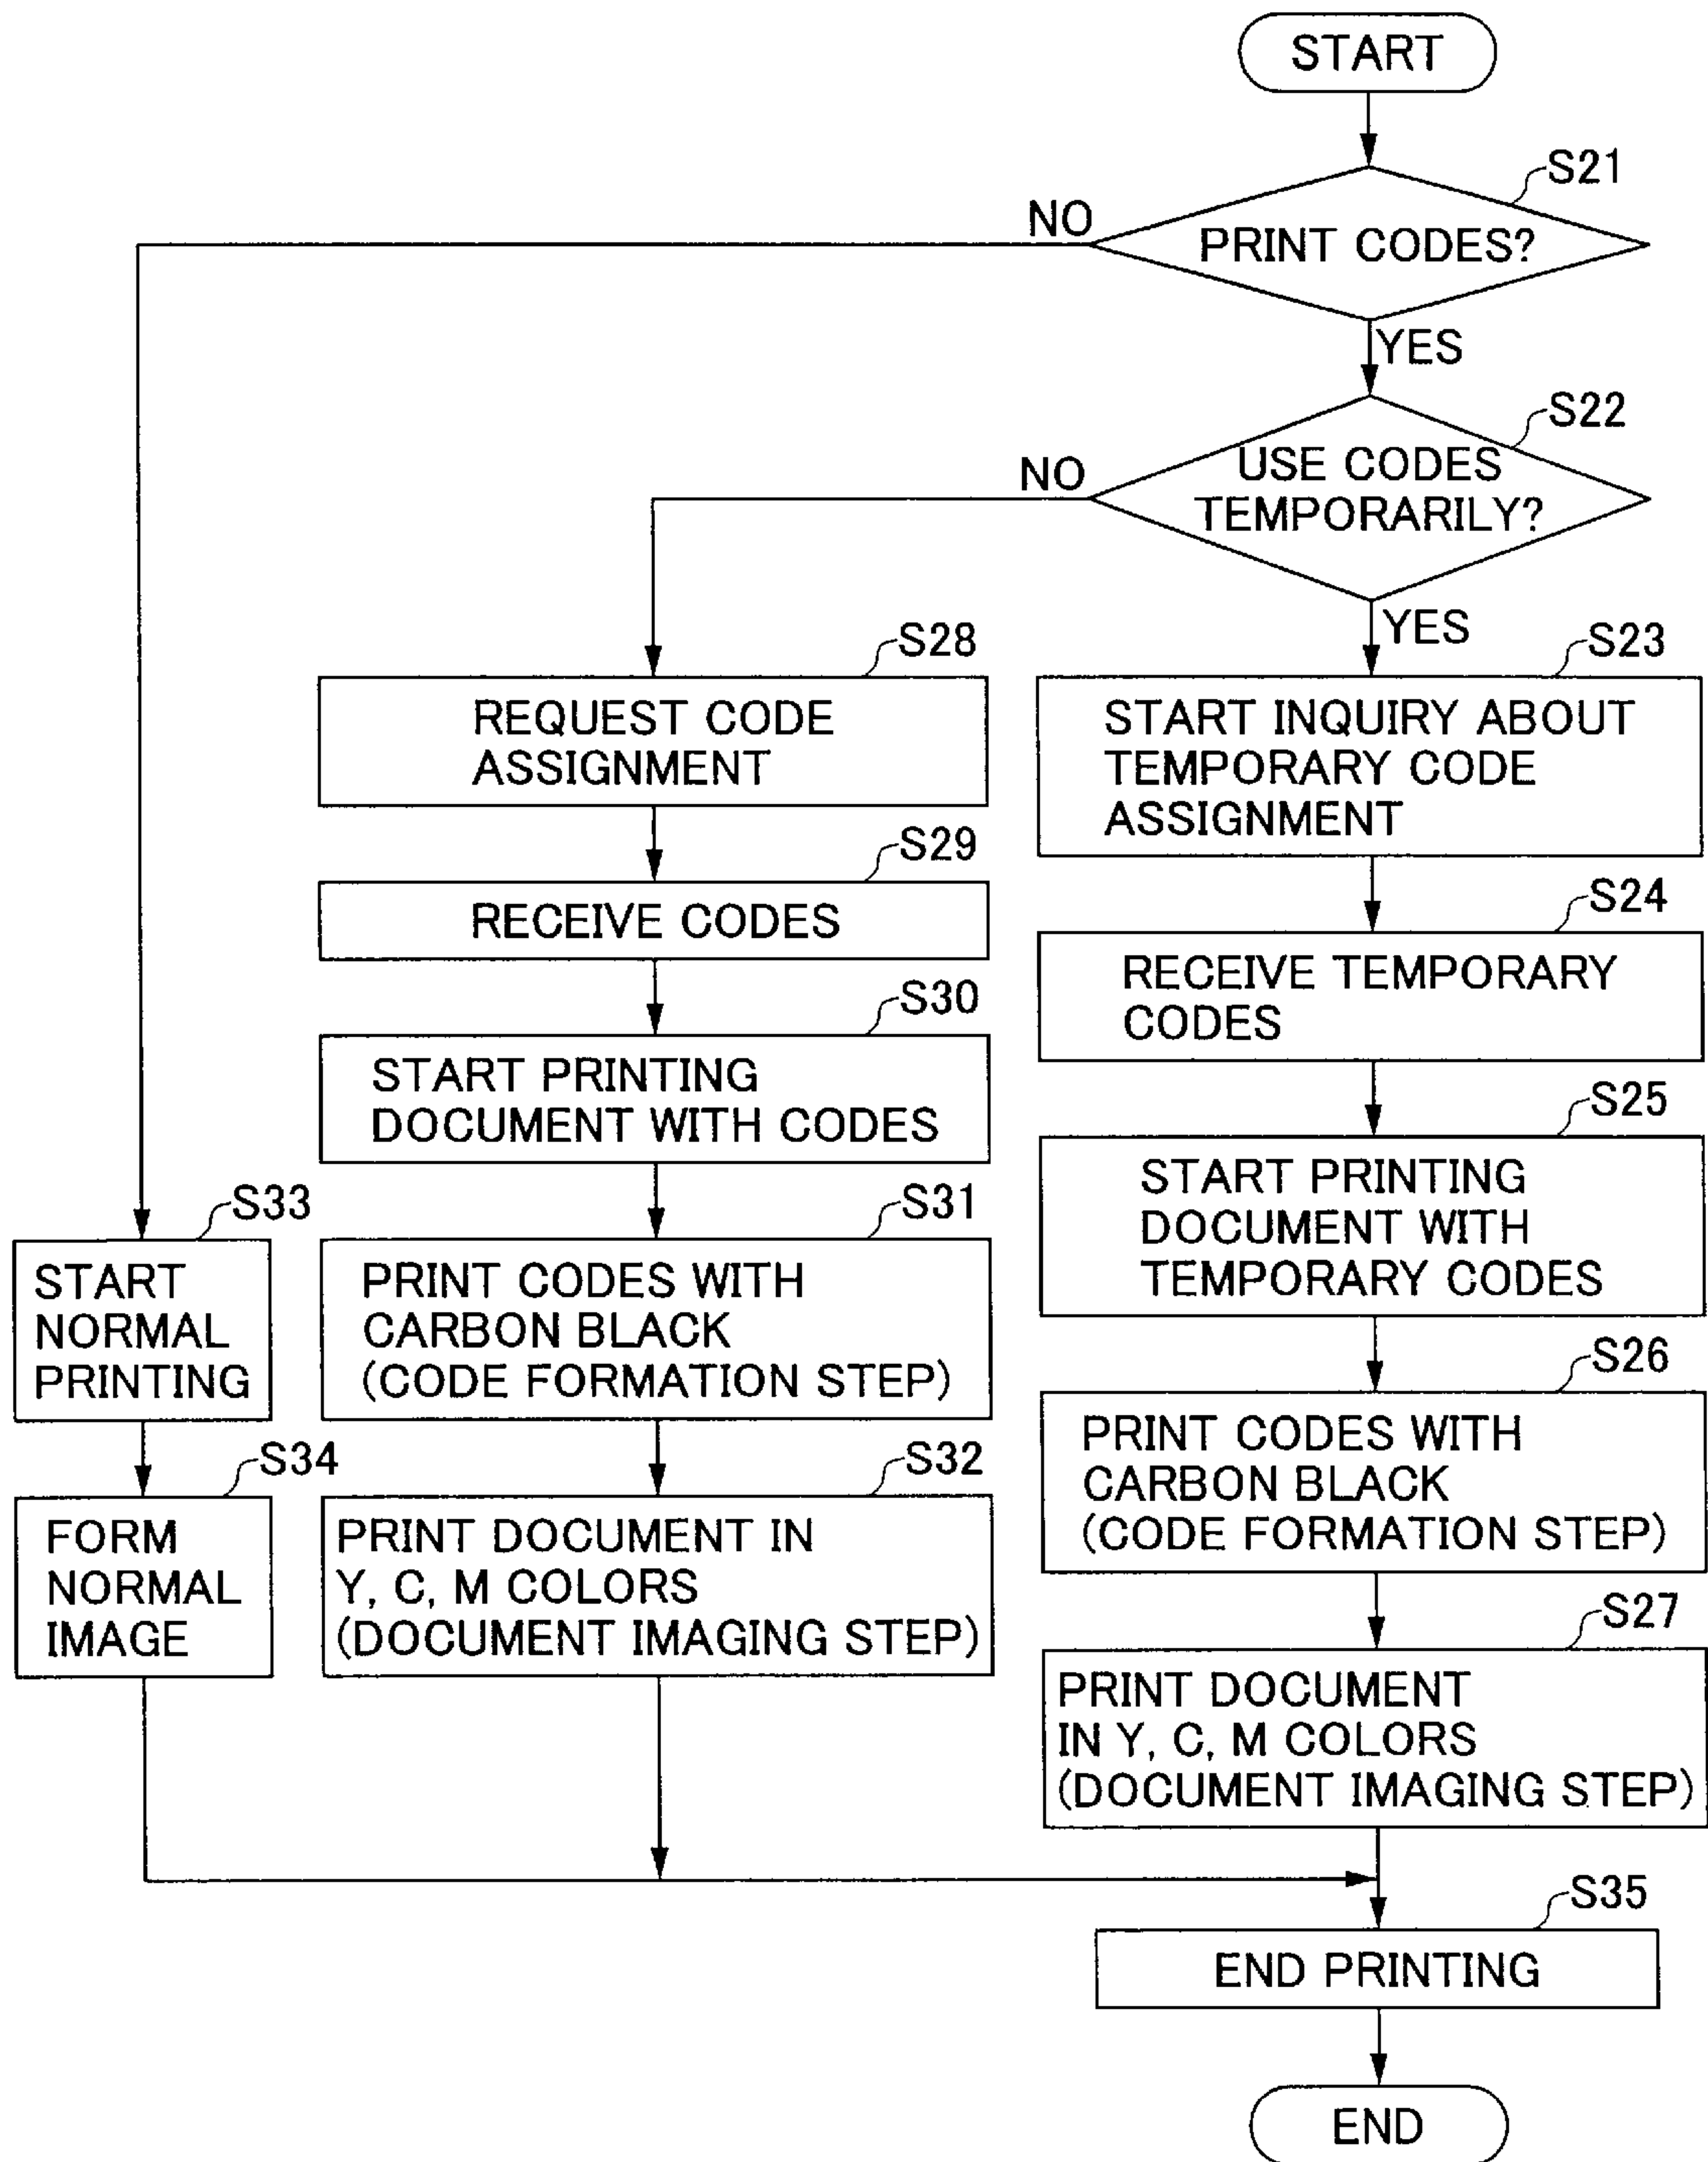 START
S21
NO
PRINT CODES?
YES
S22
NO
USE CODES
TEMPORARILY?
YES
S28
REQUEST CODE
ASSIGNMENT
S29
RECEIVE CODES
S30
START PRINTING
DOCUMENT WITH CODES
S31
PRINT CODES WITH
CARBON BLACK
(CODE FORMATION STEP)
S32
PRINT DOCUMENT IN
Y, C, M COLORS
(DOCUMENT IMAGING STEP)
S23
START INQUIRY ABOUT
TEMPORARY CODE
ASSIGNMENT
S24
RECEIVE TEMPORARY
CODES
S25
START PRINTING
DOCUMENT WITH
TEMPORARY CODES
S26
PRINT CODES WITH
CARBON BLACK
(CODE FORMATION STEP)
S27
PRINT DOCUMENT
IN Y, C, M COLORS
(DOCUMENT IMAGING STEP)
S33
START
NORMAL
PRINTING
S34
FORM
NORMAL
IMAGE
S35
END PRINTING
END